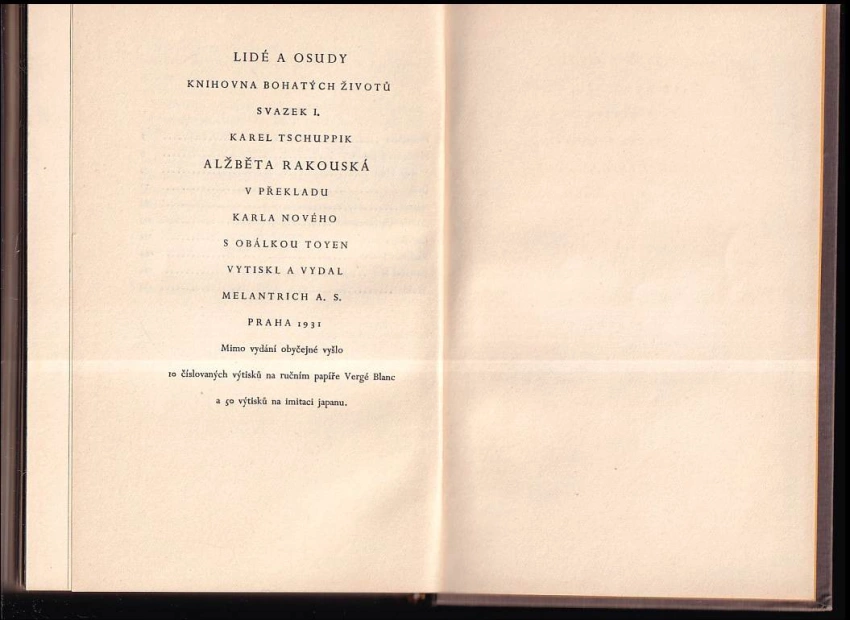 LIDÉ A OSUDY
KNIHOVNA BOHATÝCH ŽIVOTŮ
SVAZEK I.
KAREL TSCHUPPIK
ALŽBĚTA RAKOUSKÁ
V PŘEKLADU
KARLA NOVÉHO
S OBÁLKOU TOYEN
VYTISKL A VYDAL
MELANTRICH A. S.
PRAHA 1931
Mimo vydání obyčejné vyšlo
10 číslovaných výtisků na ručním papíře Vergé Blanc
a 50 výtisků na imitaci japanu.